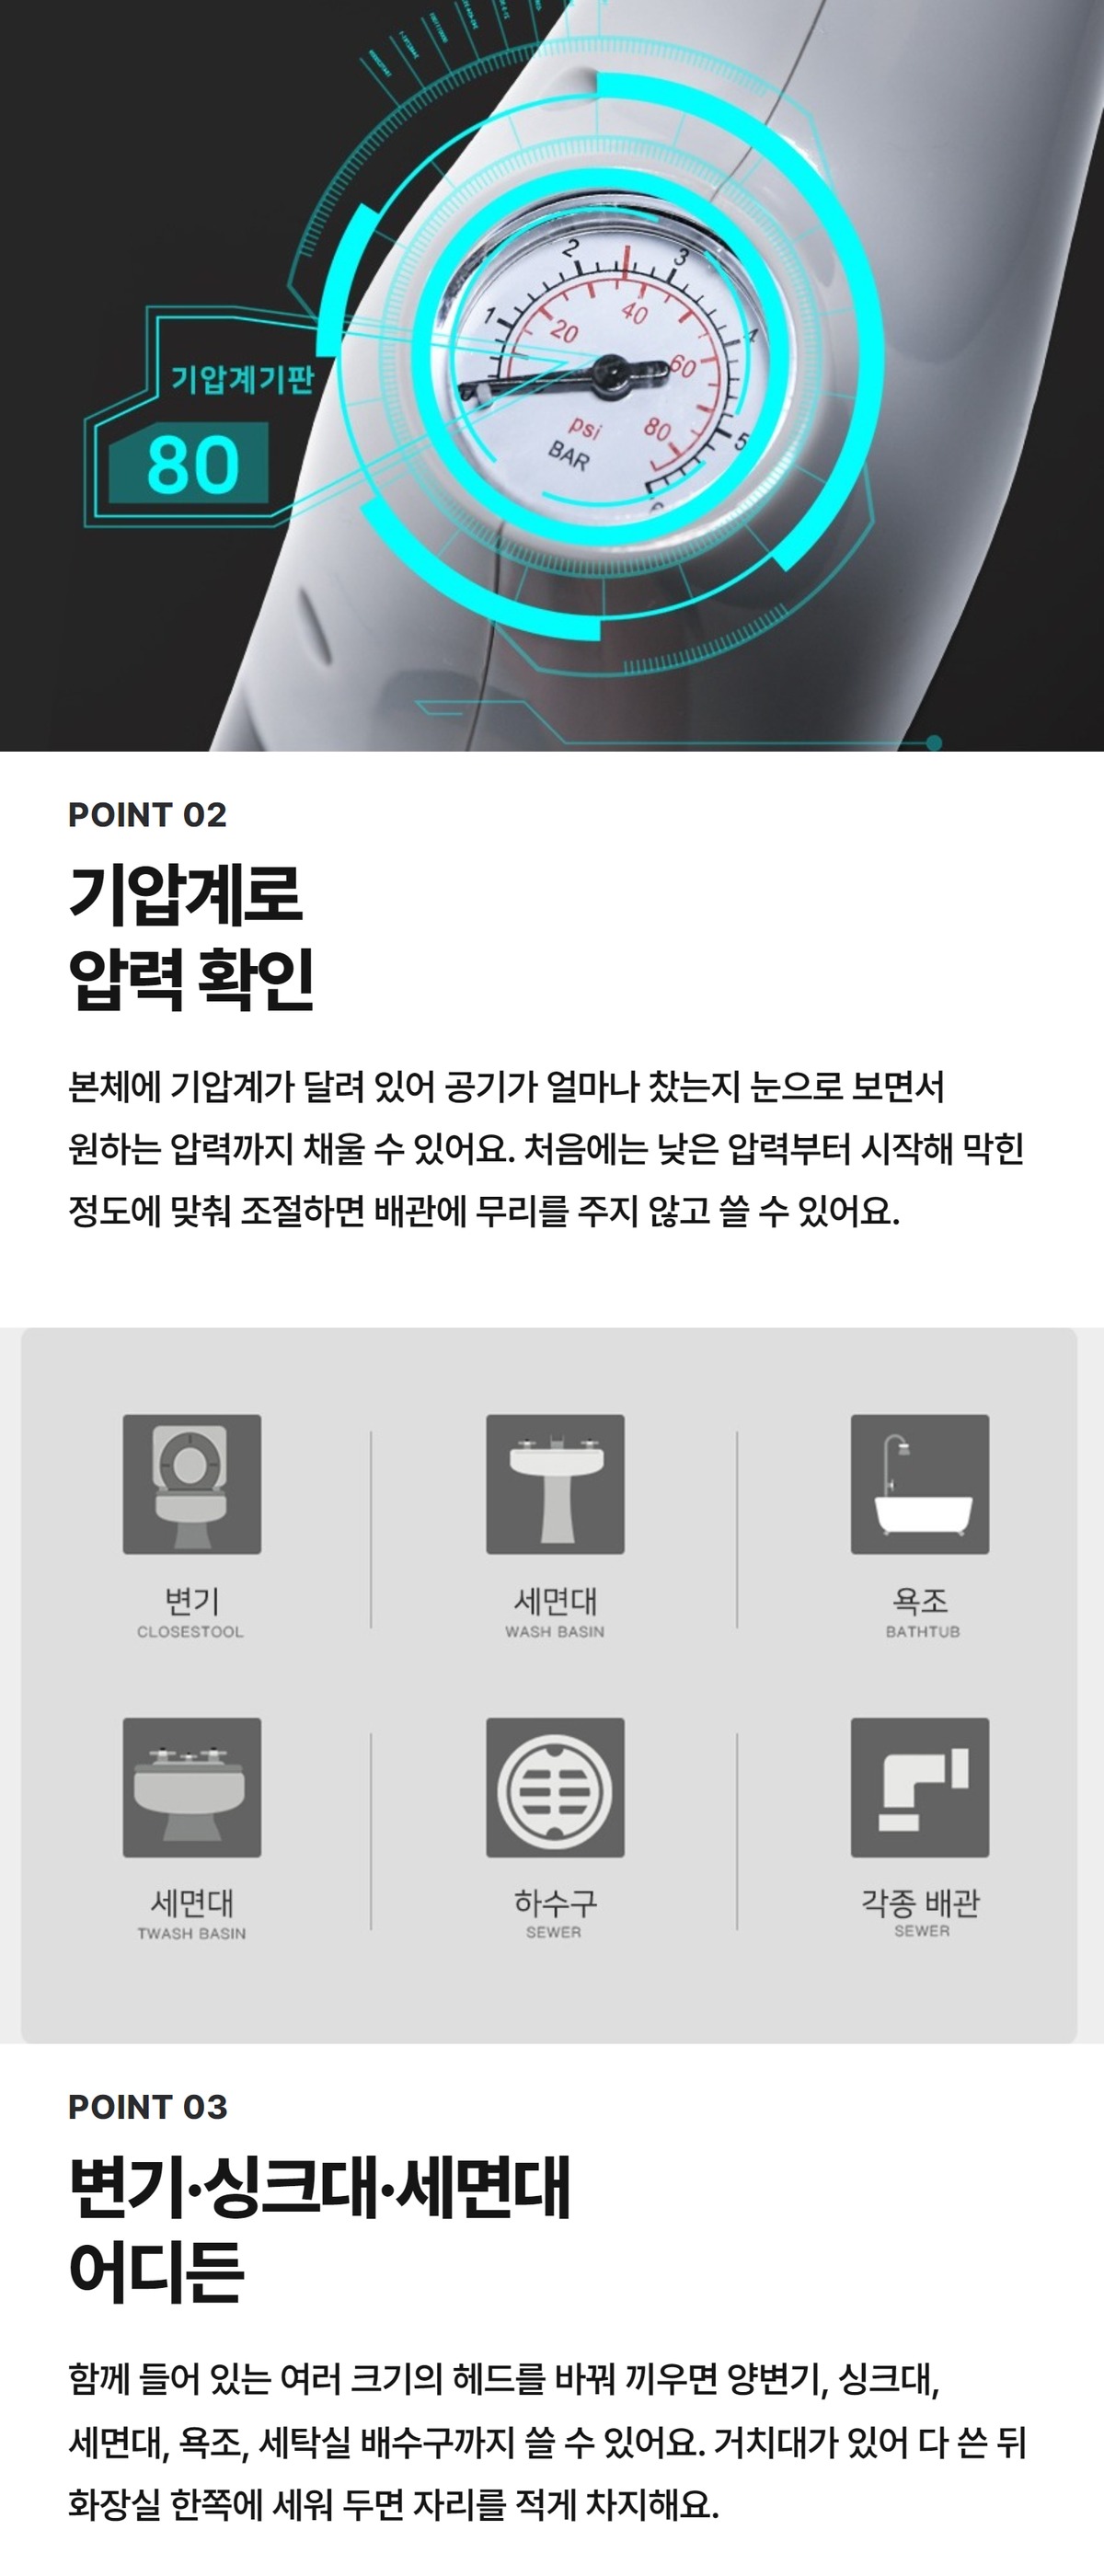 2
3
1
40
4
20
60
0
psi
80
BAR
5
6
기압계기판
80
POINT 02
기압계로
압력 확인
본체에 기압계가 달려 있어 공기가 얼마나 찼는지 눈으로 보면서
원하는 압력까지 채울 수 있어요. 처음에는 낮은 압력부터 시작해 막힌
정도에 맞춰 조절하면 배관에 무리를 주지 않고 쓸 수 있어요.
변기
CLOSESTOOL
세면대
WASH BASIN
욕조
BATHTUB
세면대
TWASH BASIN
하수구
SEWER
각종 배관
SEWER
POINT 03
변기·싱크대·세면대
어디든
함께 들어 있는 여러 크기의 헤드를 바꿔 끼우면 양변기, 싱크대,
세면대, 욕조, 세탁실 배수구까지 쓸 수 있어요. 거치대가 있어 다 쓴 뒤
화장실 한쪽에 세워 두면 자리를 적게 차지해요.